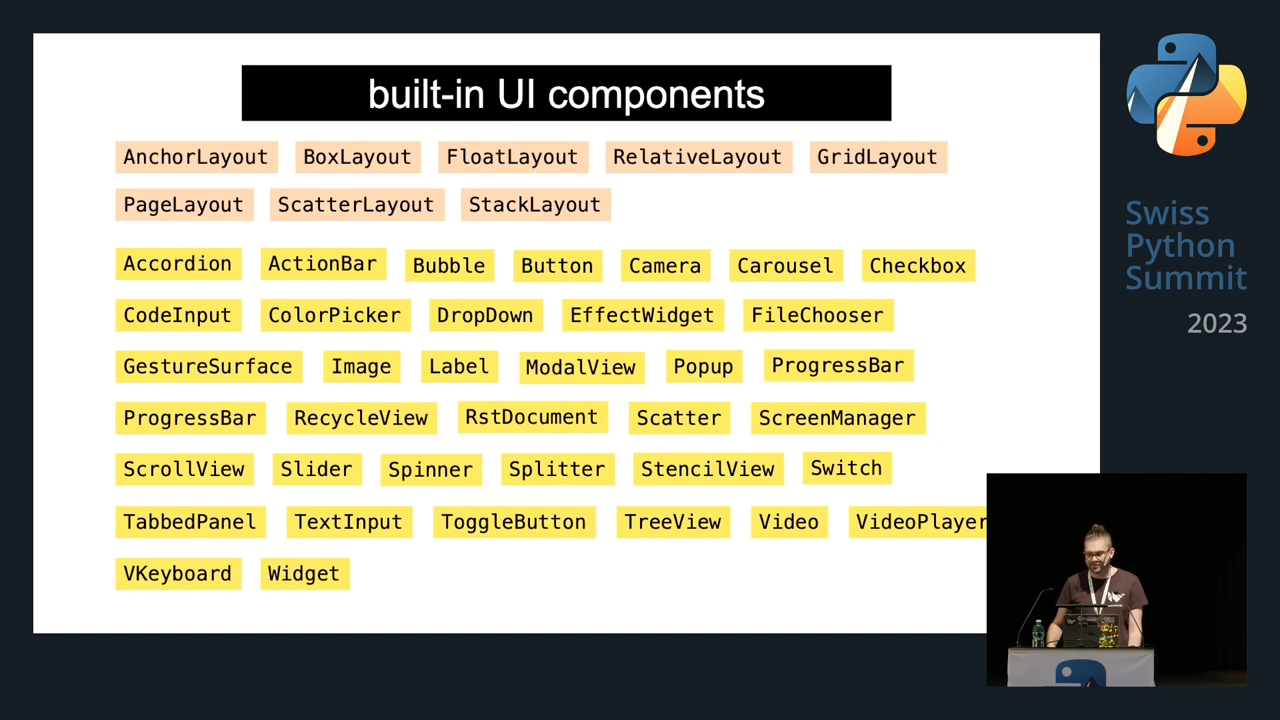 built-in UI components
AnchorLayout BoxLayout FloatLayout RelativeLayout GridLayout
PageLayout ScatterLayout StackLayout
Accordion ActionBar Bubble Button Camera Carousel Checkbox
CodeInput ColorPicker DropDown EffectWidget FileChooser
GestureSurface Image Label ModalView Popup ProgressBar
ProgressBar RecycleView RstDocument Scatter ScreenManager
ScrollView Slider Spinner Splitter StencilView Switch
TabbedPanel TextInput ToggleButton TreeView Video VideoPlayer
VKeyboard Widget
Swiss
Python
Summit
2023